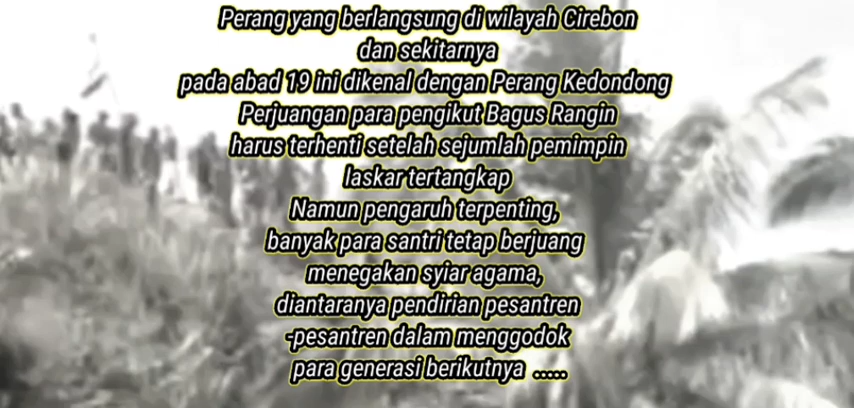 Perang yang berlangsung di wilayah Cirebon
dan sekitarnya
pada abad 19 ini dikenal dengan Perang Kedondong
Perjuangan para pengikut Bagus Rangin
harus terhenti setelah sejumlah pemimpin
laskar tertangkap
Namun pengaruh terpenting,
banyak para santri tetap berjuang
menegakan syiar agama,
diantaranya pendirian pesantren
-pesantren dalam menggodok
para generasi berikutnya .....